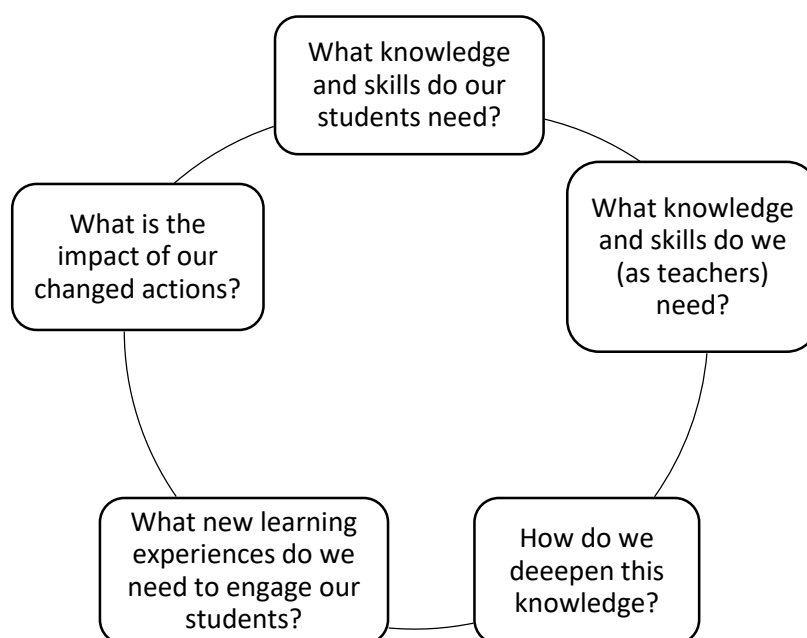 What knowledge
and skills do our
students need?
What knowledge
and skills do we
(as teachers)
need?
How do we
deeepen this
knowledge?
What new learning
experiences do we
need to engage our
students?
What is the
impact of our
changed actions?